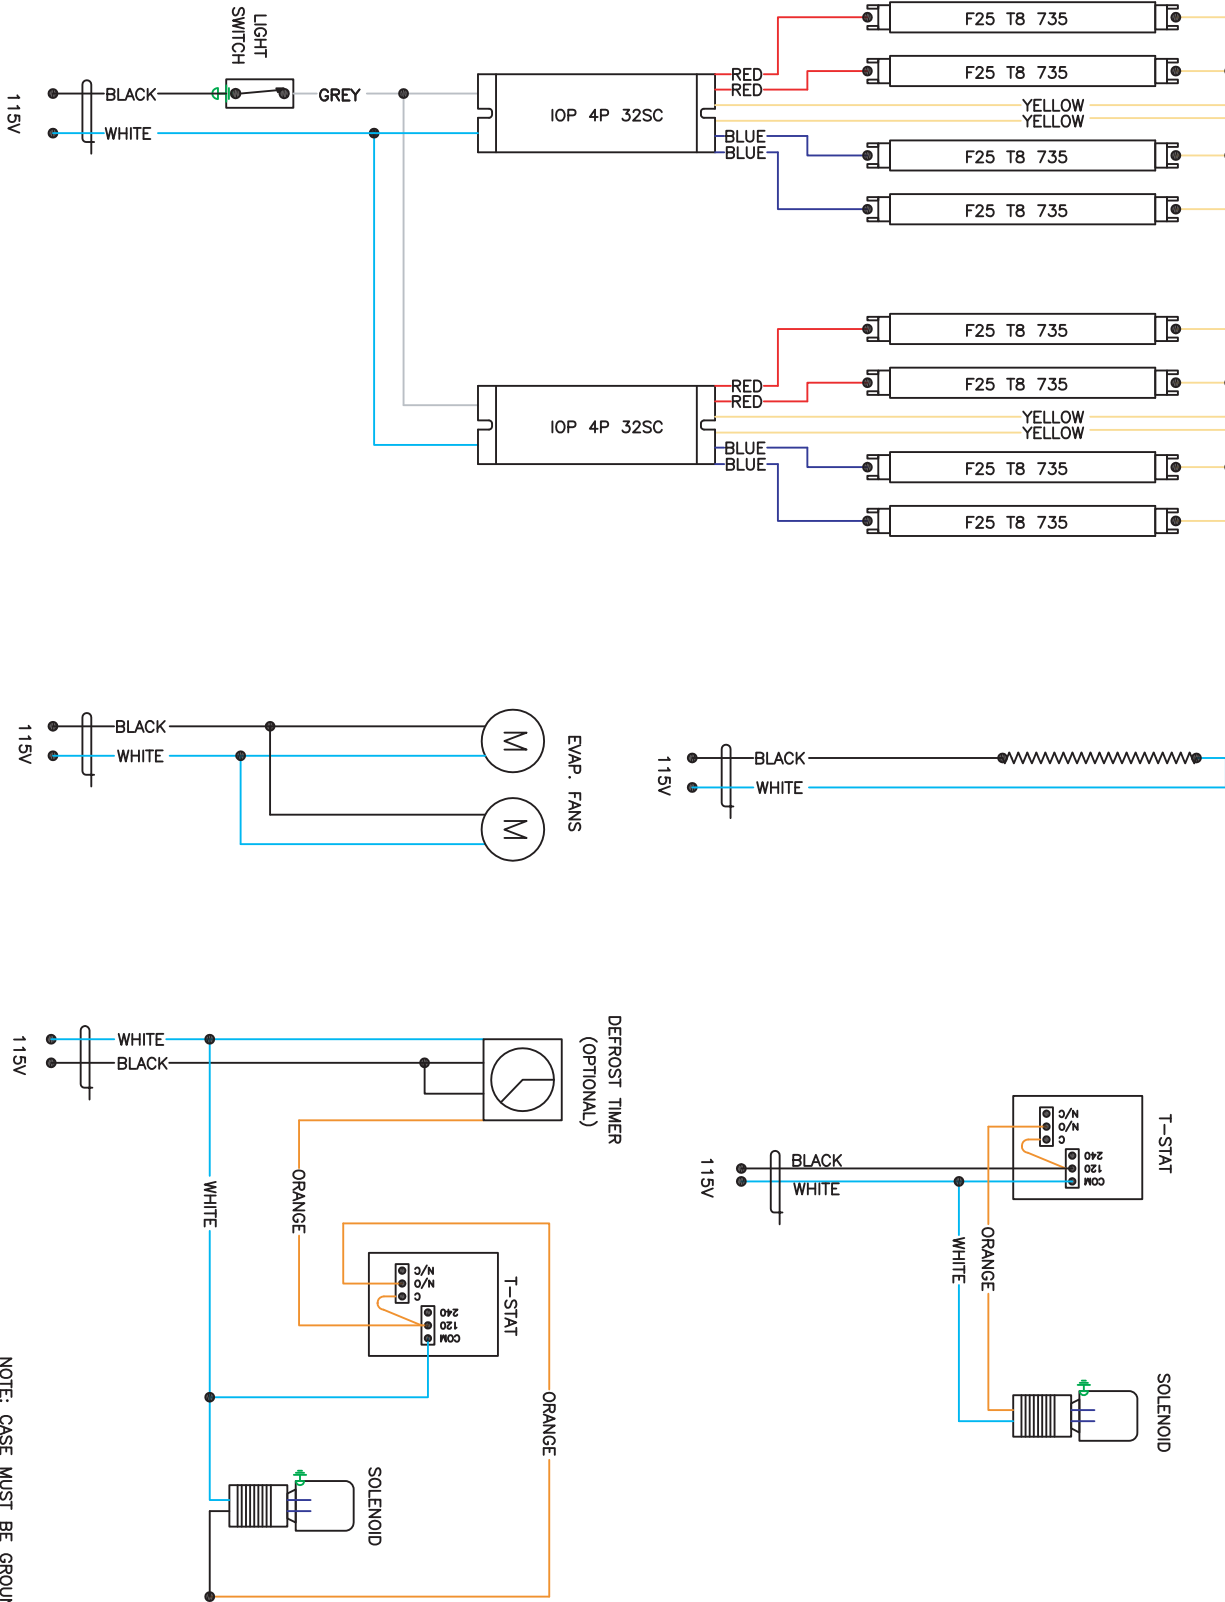 F25 T8 735
F25 T8 735
F25 T8 735
F25 T8 735
LIGHT
SWITCH
115V
BLACK
WHITE
GREY
IOP 4P 32SC
RED
RED
YELLOW
YELLOW
BLUE
BLUE
F25 T8 735
F25 T8 735
F25 T8 735
F25 T8 735
IOP 4P 32SC
RED
RED
YELLOW
YELLOW
BLUE
BLUE
115V
BLACK
WHITE
M
M
EVAP. FANS
115V
BLACK
WHITE
115V
WHITE
BLACK
DEFROST TIMER
(OPTIONAL)
WHITE
ORANGE
N/C
N/O
C
240
120
COM
T-STAT
ORANGE
SOLENOID
115V
BLACK
WHITE
N/C
N/O
C
240
120
COM
T-STAT
WHITE
ORANGE
SOLENOID
NOTE: CASE MUST BE